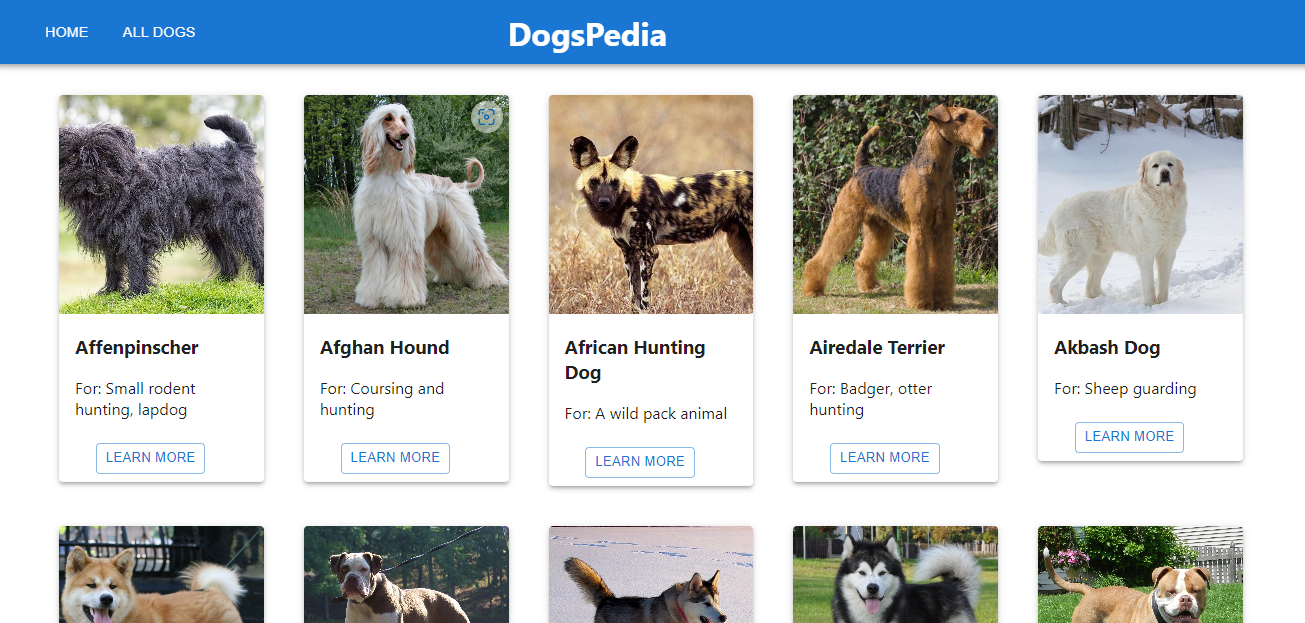 HOME
ALL DOGS
DogsPedia
Affenpinscher
For: Small rodent
hunting, lapdog
LEARN MORE
Afghan Hound
For: Coursing and
hunting
LEARN MORE
African Hunting
Dog
For: A wild pack animal
LEARN MORE
Airedale Terrier
For: Badger, otter
hunting
LEARN MORE
Akbash Dog
For: Sheep guarding
LEARN MORE